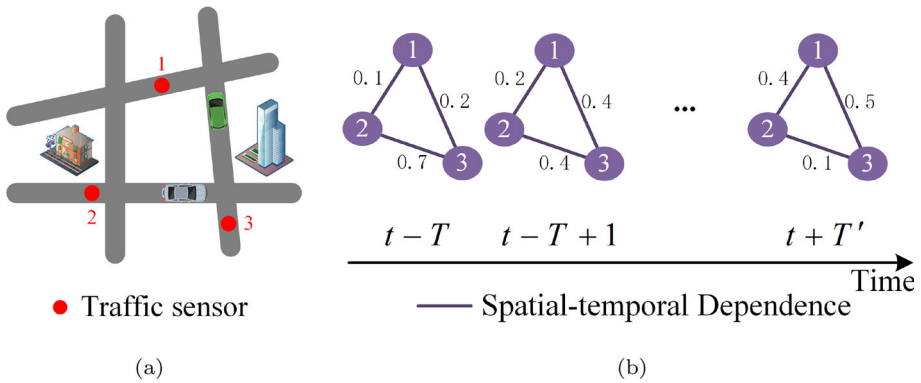 1
2
3
Traffic sensor
(a)
1
0.1
0.2
2
3
0.7
1
0.2
0.4
2
3
0.4
...
1
0.4
0.5
2
3
0.1
t − T
t − T + 1
t + T′
Time
Spatial-temporal Dependence
(b)